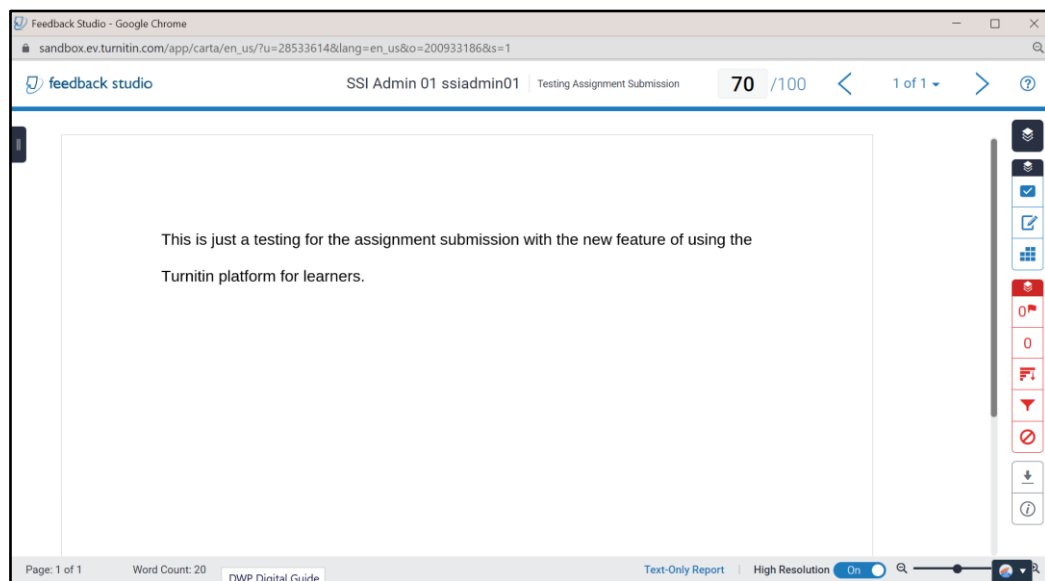 Feedback Studio - Google Chrome
sandbox.ev.turnitin.com/app/carta/en_us/?u=28533614&lang=en_us&o=200933186&s=1
feedback studio
SSI Admin 01 ssiadmin01
Testing Assignment Submission
70 /100
1 of 1
This is just a testing for the assignment submission with the new feature of using the
Turnitin platform for learners.
0
0
Page: 1 of 1
Word Count: 20
DWP Digital Guide
Text-Only Report
High Resolution
On